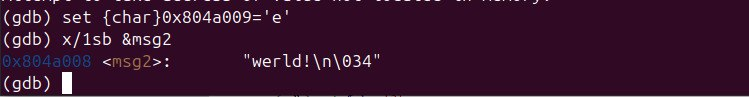 (gdb) set {char}0x804a009='e'
(gdb) x/1sb &msg2
0x804a008 <msg2>:       "werld!\n\034"
(gdb)